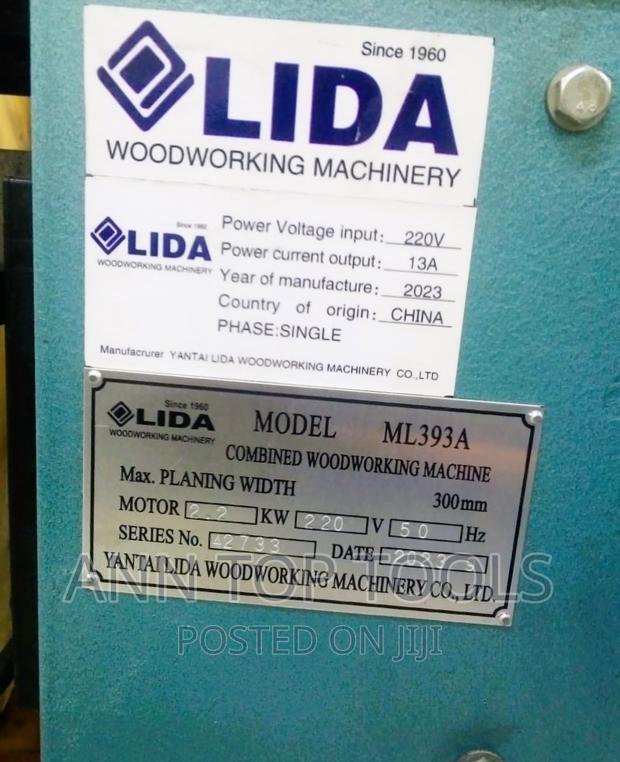 Since 1960
LIDA
WOODWORKING MACHINERY
Since 1960
LIDA
WOODWORKING MACHINERY
Power Voltage input: 220V
Power current output: 13A
Year of manufacture: 2023
Country of origin: CHINA
PHASE:SINGLE
Manufacrurer YANTAI LIDA WOODWORKING MACHINERY CO.,LTD
Since 1960
LIDA
WOODWORKING MACHINERY
MODEL ML393A
COMBINED WOODWORKING MACHINE
Max. PLANING WIDTH 300mm
MOTOR 2.2 KW 220 V 50 Hz
SERIES No. 42733 DATE 2023 3
YANTAI LIDA WOODWORKING MACHINERY CO., LTD.
ANN TOP TOOLS
POSTED ON JIJI